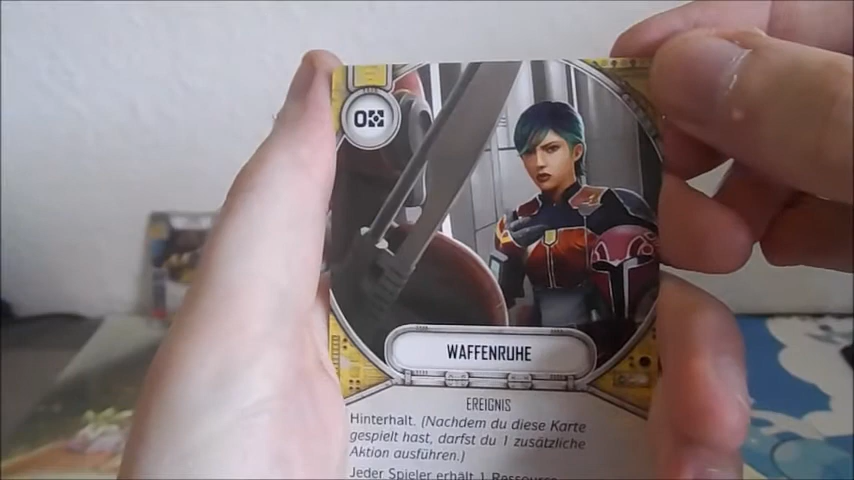 0
WAFFENRUHE
EREIGNIS
Hinterhalt. (Nachdem du diese Karte
gespielt hast, darfst du 1 zusätzliche
Aktion ausführen.)
Jeder Spieler erhält 1 Ressource